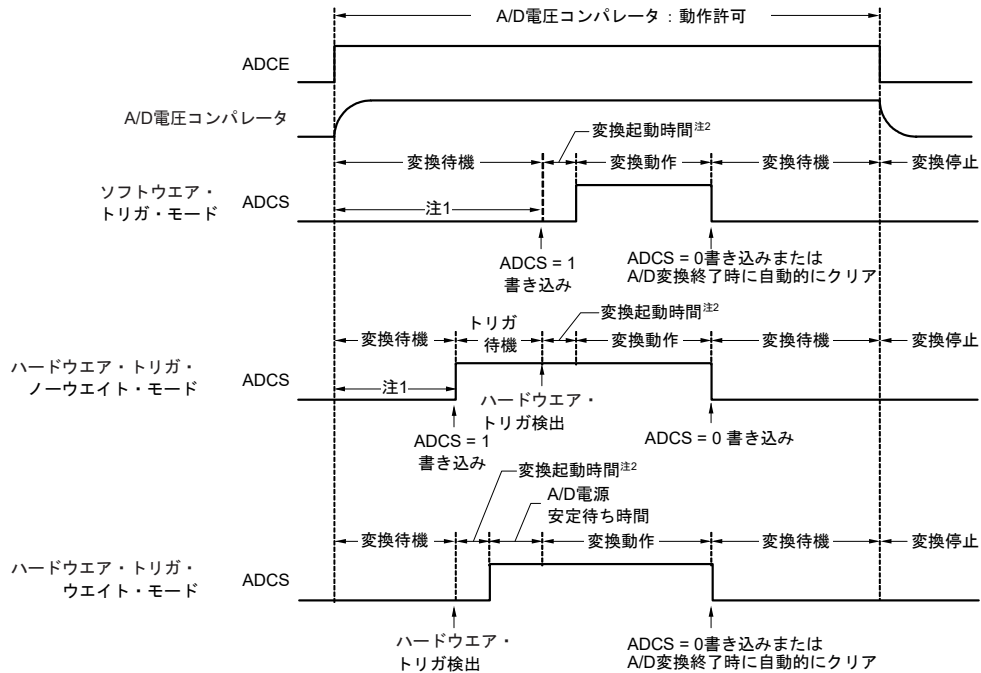 A/D電圧コンパレータ：動作許可
ADCE
A/D電圧コンパレータ
変換起動時間注2
変換待機
変換動作
変換待機
変換停止
ソフトウエア・
トリガ・モード
ADCS
注1
ADCS = 1
書き込み
ADCS = 0書き込みまたは
A/D変換終了時に自動的にクリア
トリガ
待機
変換起動時間注2
変換待機
変換動作
変換待機
変換停止
ハードウエア・トリガ・
ノーウエイト・モード
ADCS
注1
ハードウエア・
トリガ検出
ADCS = 1
書き込み
ADCS = 0 書き込み
変換起動時間注2
A/D電源
安定待ち時間
変換待機
変換動作
変換待機
変換停止
ハードウエア・トリガ・
ウエイト・モード
ADCS
ハードウエア・
トリガ検出
ADCS = 0書き込みまたは
A/D変換終了時に自動的にクリア